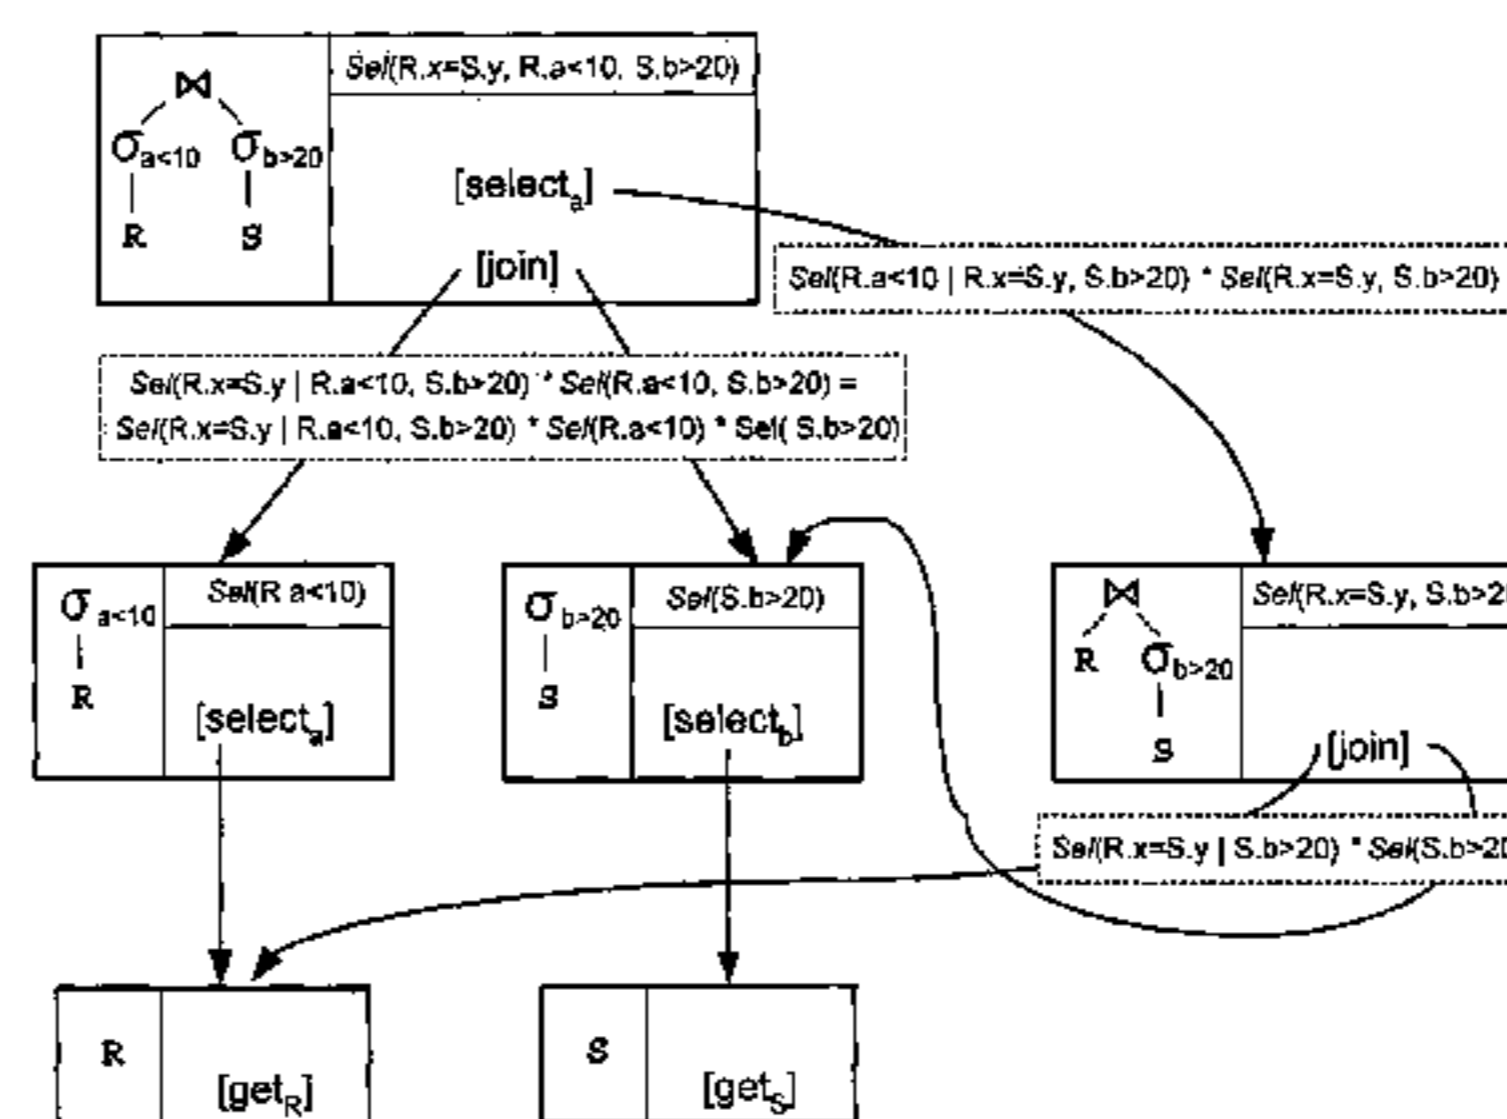 Sel(R.x=S.y, R.a<10, S.b>20)
⋈
σa<10 σb>20
R S
[selecta]
[join]
Sel(R.a<10 | R.x=S.y, S.b>20) * Sel(R.x=S.y, S.b>20)
Sel(R.x=S.y | R.a<10, S.b>20) * Sel(R.a<10, S.b>20) =
Sel(R.x=S.y | R.a<10, S.b>20) * Sel(R.a<10) * Sel( S.b>20)
σa<10
R
Sel(R a<10)
[selecta]
σb>20
S
Sel(S.b>20)
[selectb]
⋈
R σb>20
S
Sel(R.x=S.y, S.b>20
[join]
Sel(R.x=S.y | S.b>20) * Sel(S.b>20
R
[getR]
S
[getS]